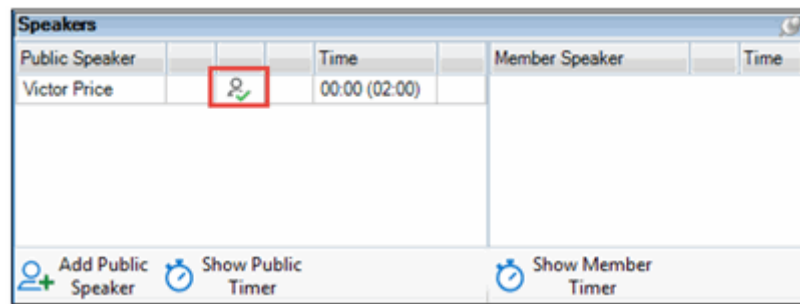 Speakers
Public Speaker Time Member Speaker Time
Victor Price 00:00 (02:00)
Add Public Speaker
Show Public Timer
Show Member Timer